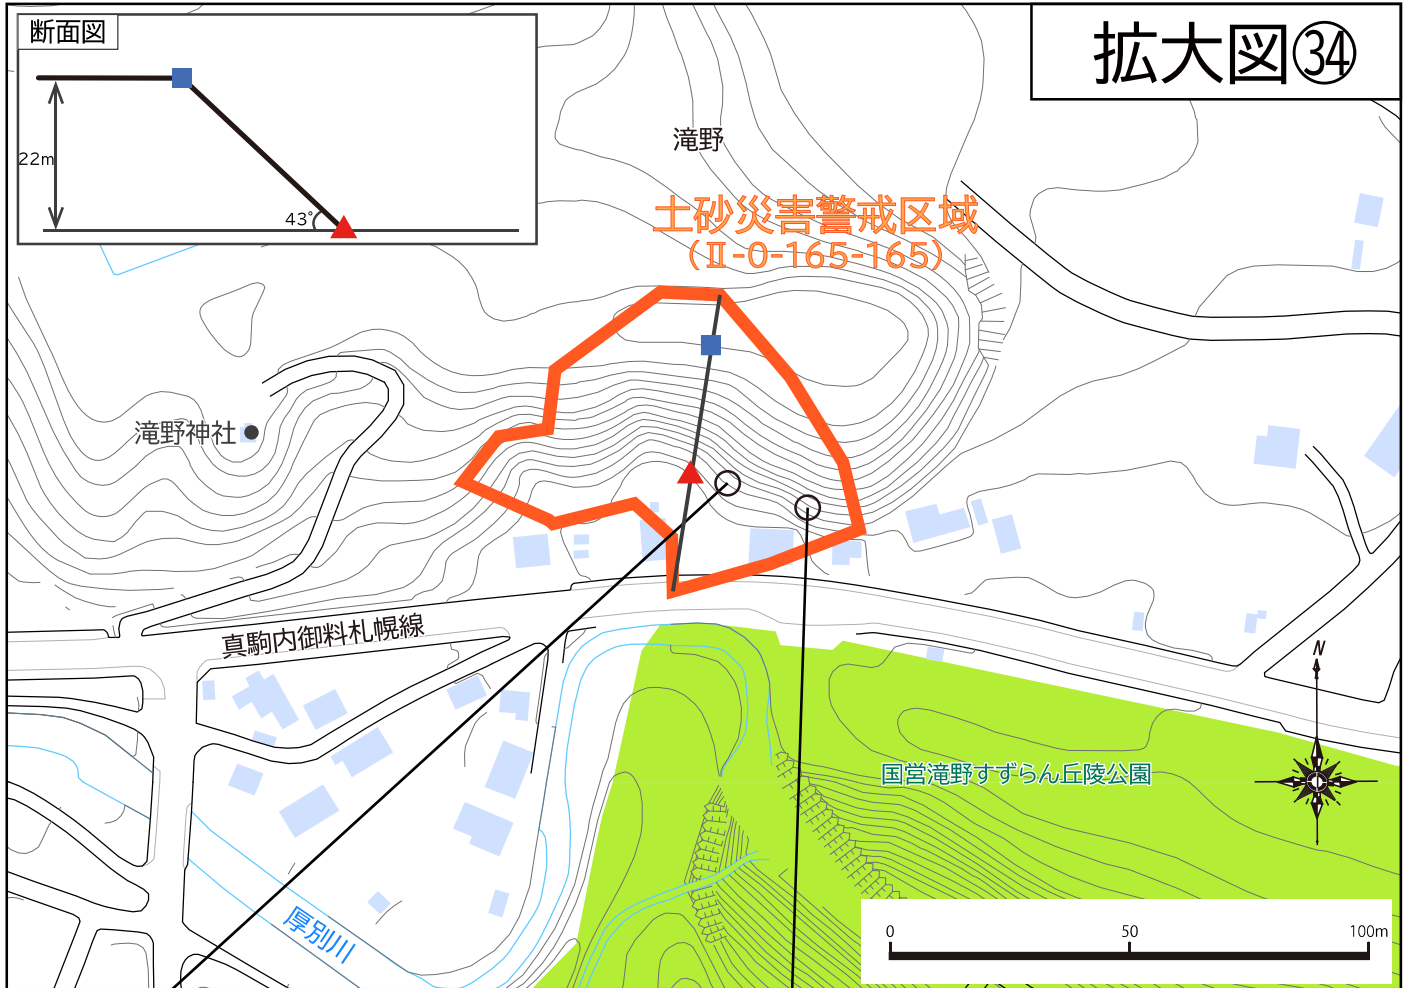 断面図
22m
43°
拡大図㉞
滝野
土砂災害警戒区域
（Ⅱ-0-165-165）
滝野神社
真駒内御料札幌線
N
国営滝野すずらん丘陵公園
厚別川
0 50 100m